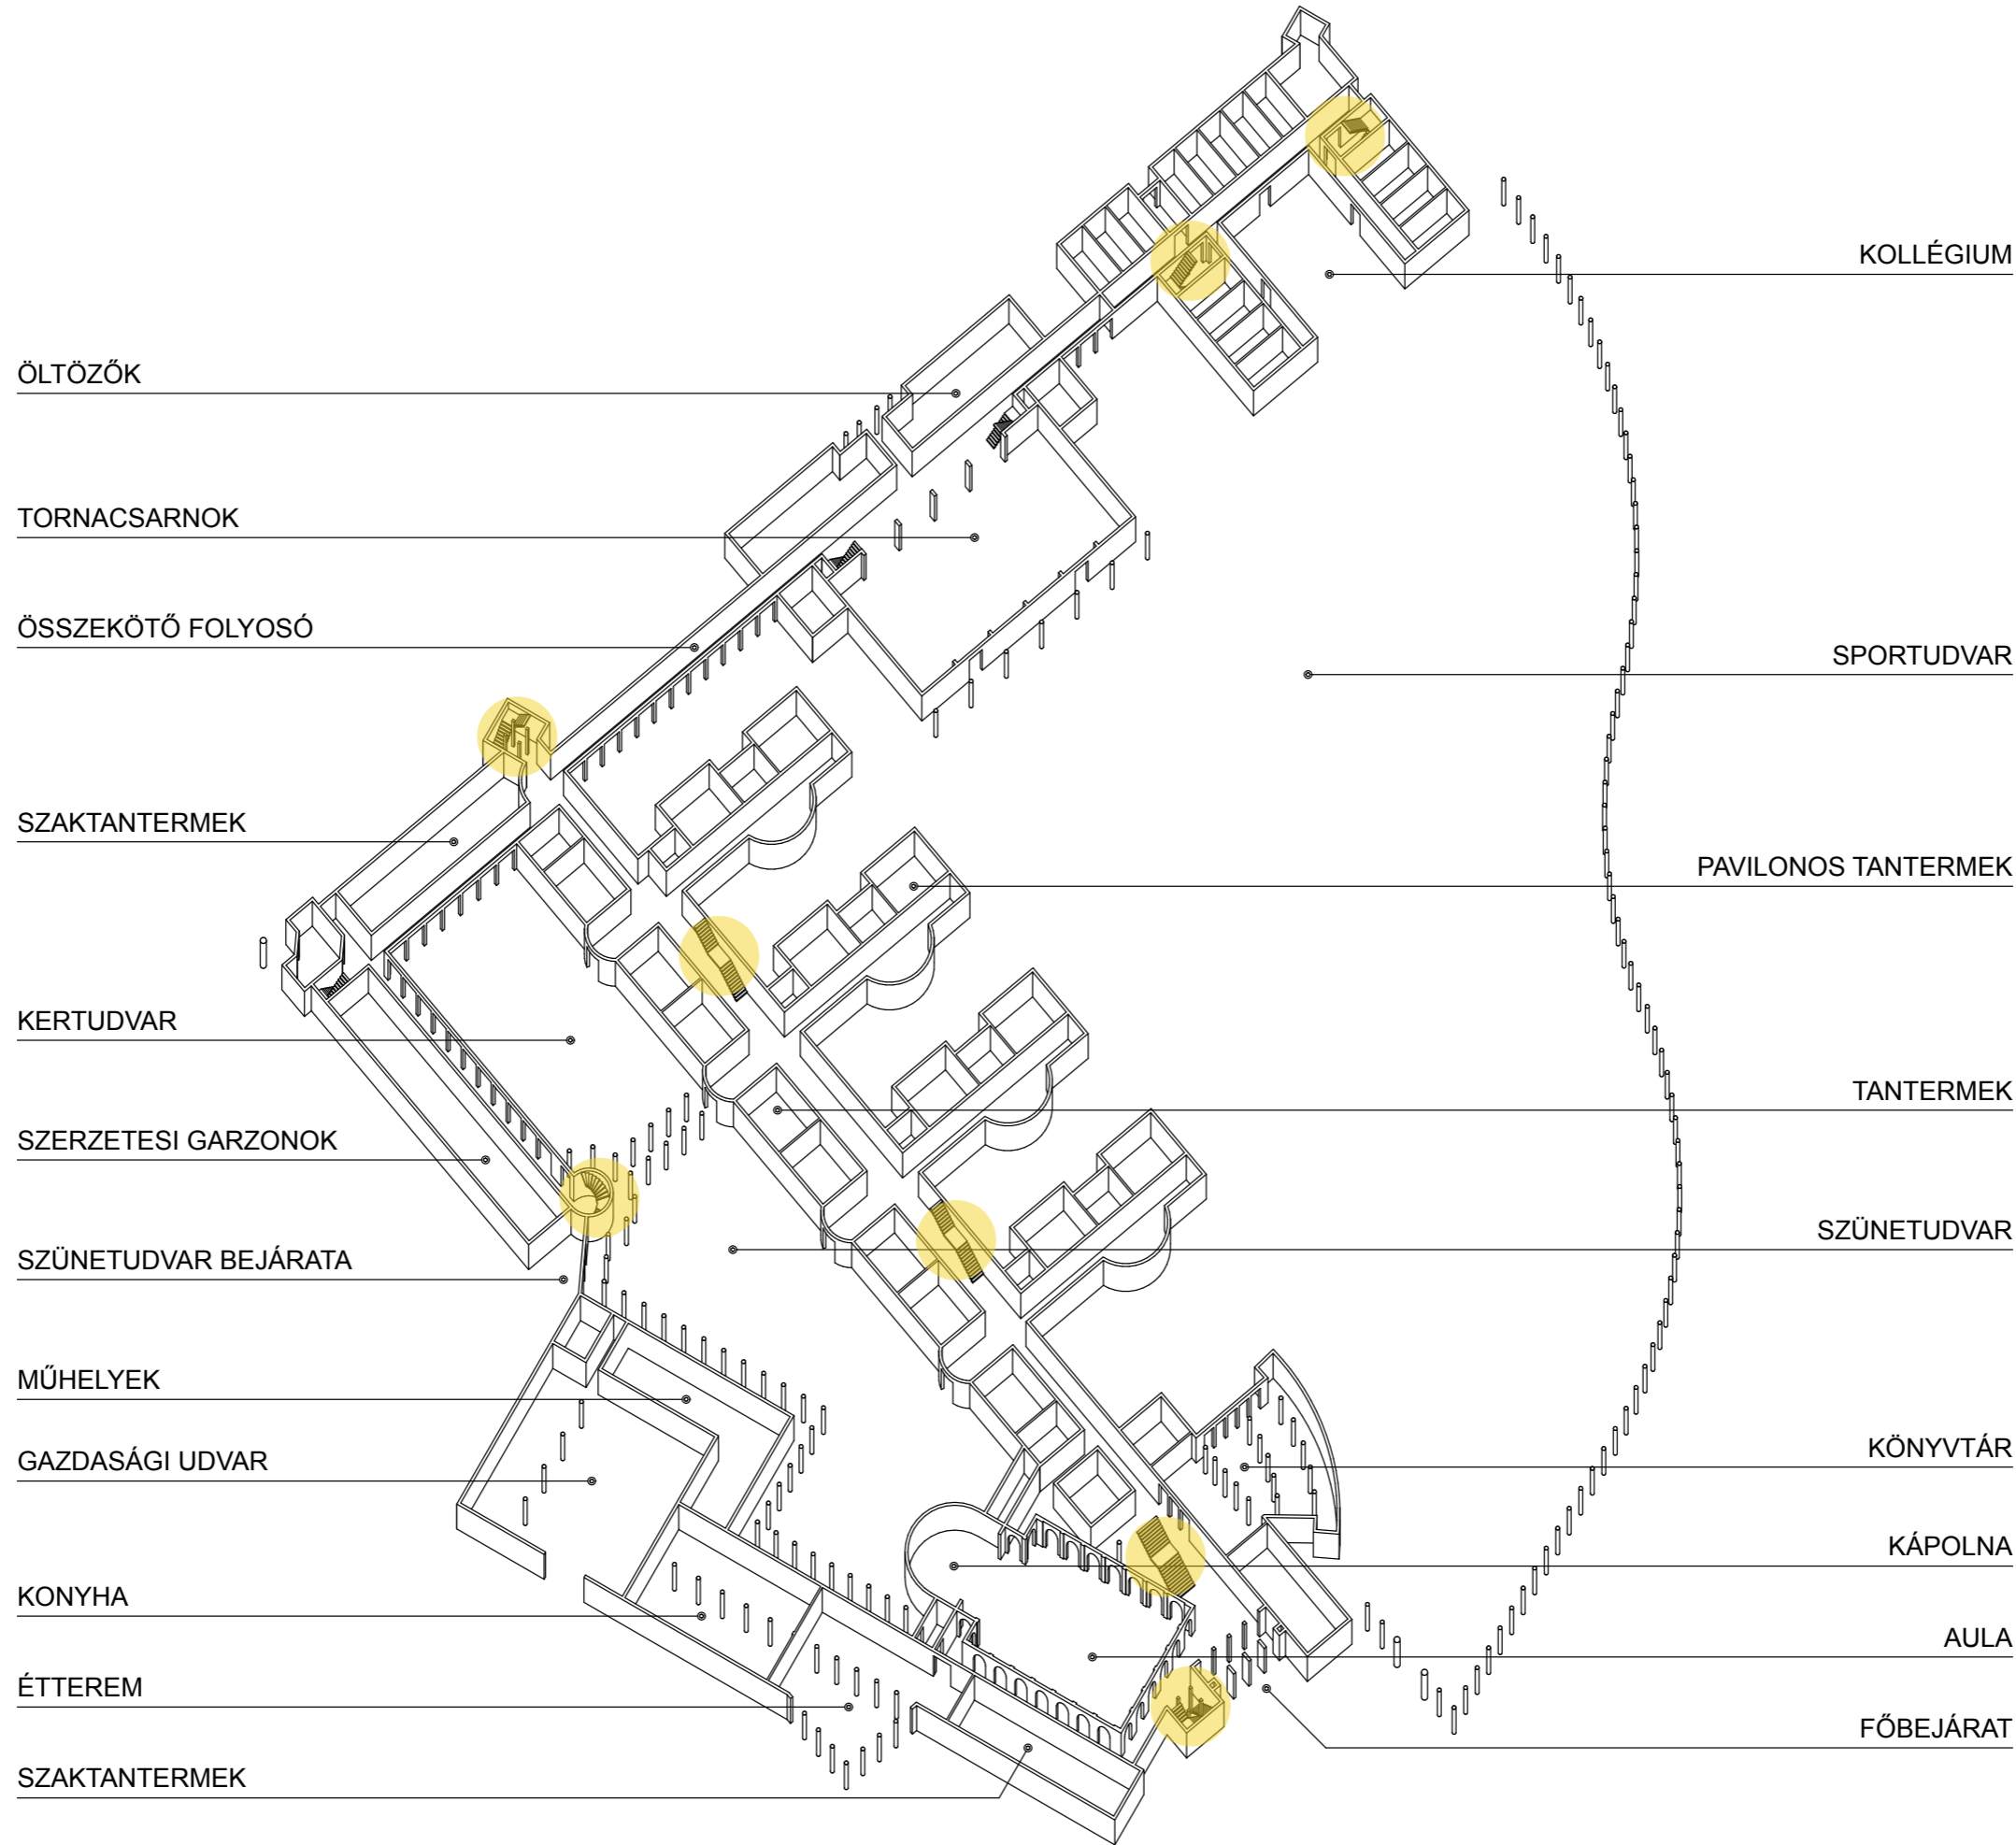 ÖLTÖZŐK
TORNACSARNOK
ÖSSZEKÖTŐ FOLYOSÓ
SZAKTANTERMEK
KERTUDVAR
SZERZETESI GARZONOK
SZÜNETUDVAR BEJÁRATA
MŰHELYEK
GAZDASÁGI UDVAR
KONYHA
ÉTTEREM
SZAKTANTERMEK
KOLLÉGIUM
SPORTUDVAR
PAVILONOS TANTERMEK
TANTERMEK
SZÜNETUDVAR
KÖNYVTÁR
KÁPOLNA
AULA
FŐBEJÁRAT